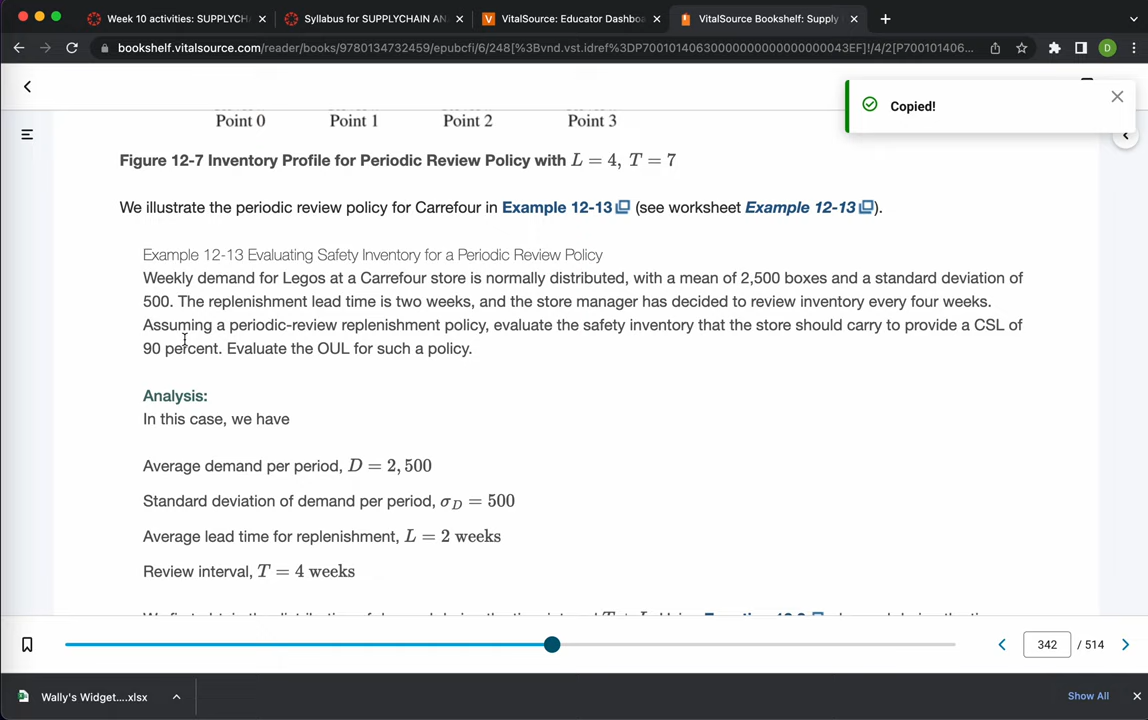 Week 10 activities: SUPPLYCH
Syllabus for SUPPLYCHAIN AN
VitalSource: Educator Dashbo
VitalSource Bookshelf: Supply
bookshelf.vitalsource.com/reader/books/9780134732459/epubcfi/6/248[%3Bvnd.vst.idref%3DP70010140630000000000000000043EF]!/4/2[P700101406...
D
Copied!
Point 0 Point 1 Point 2 Point 3
Figure 12-7 Inventory Profile for Periodic Review Policy with L = 4, T = 7
We illustrate the periodic review policy for Carrefour in Example 12-13 (see worksheet Example 12-13).
Example 12-13 Evaluating Safety Inventory for a Periodic Review Policy
Weekly demand for Legos at a Carrefour store is normally distributed, with a mean of 2,500 boxes and a standard deviation of
500. The replenishment lead time is two weeks, and the store manager has decided to review inventory every four weeks.
Assuming a periodic-review replenishment policy, evaluate the safety inventory that the store should carry to provide a CSL of
90 percent. Evaluate the OUL for such a policy.
Analysis:
In this case, we have
Average demand per period, D = 2,500
Standard deviation of demand per period, σD = 500
Average lead time for replenishment, L = 2 weeks
Review interval, T = 4 weeks
342 / 514
Wally's Widget....xlsx
Show All